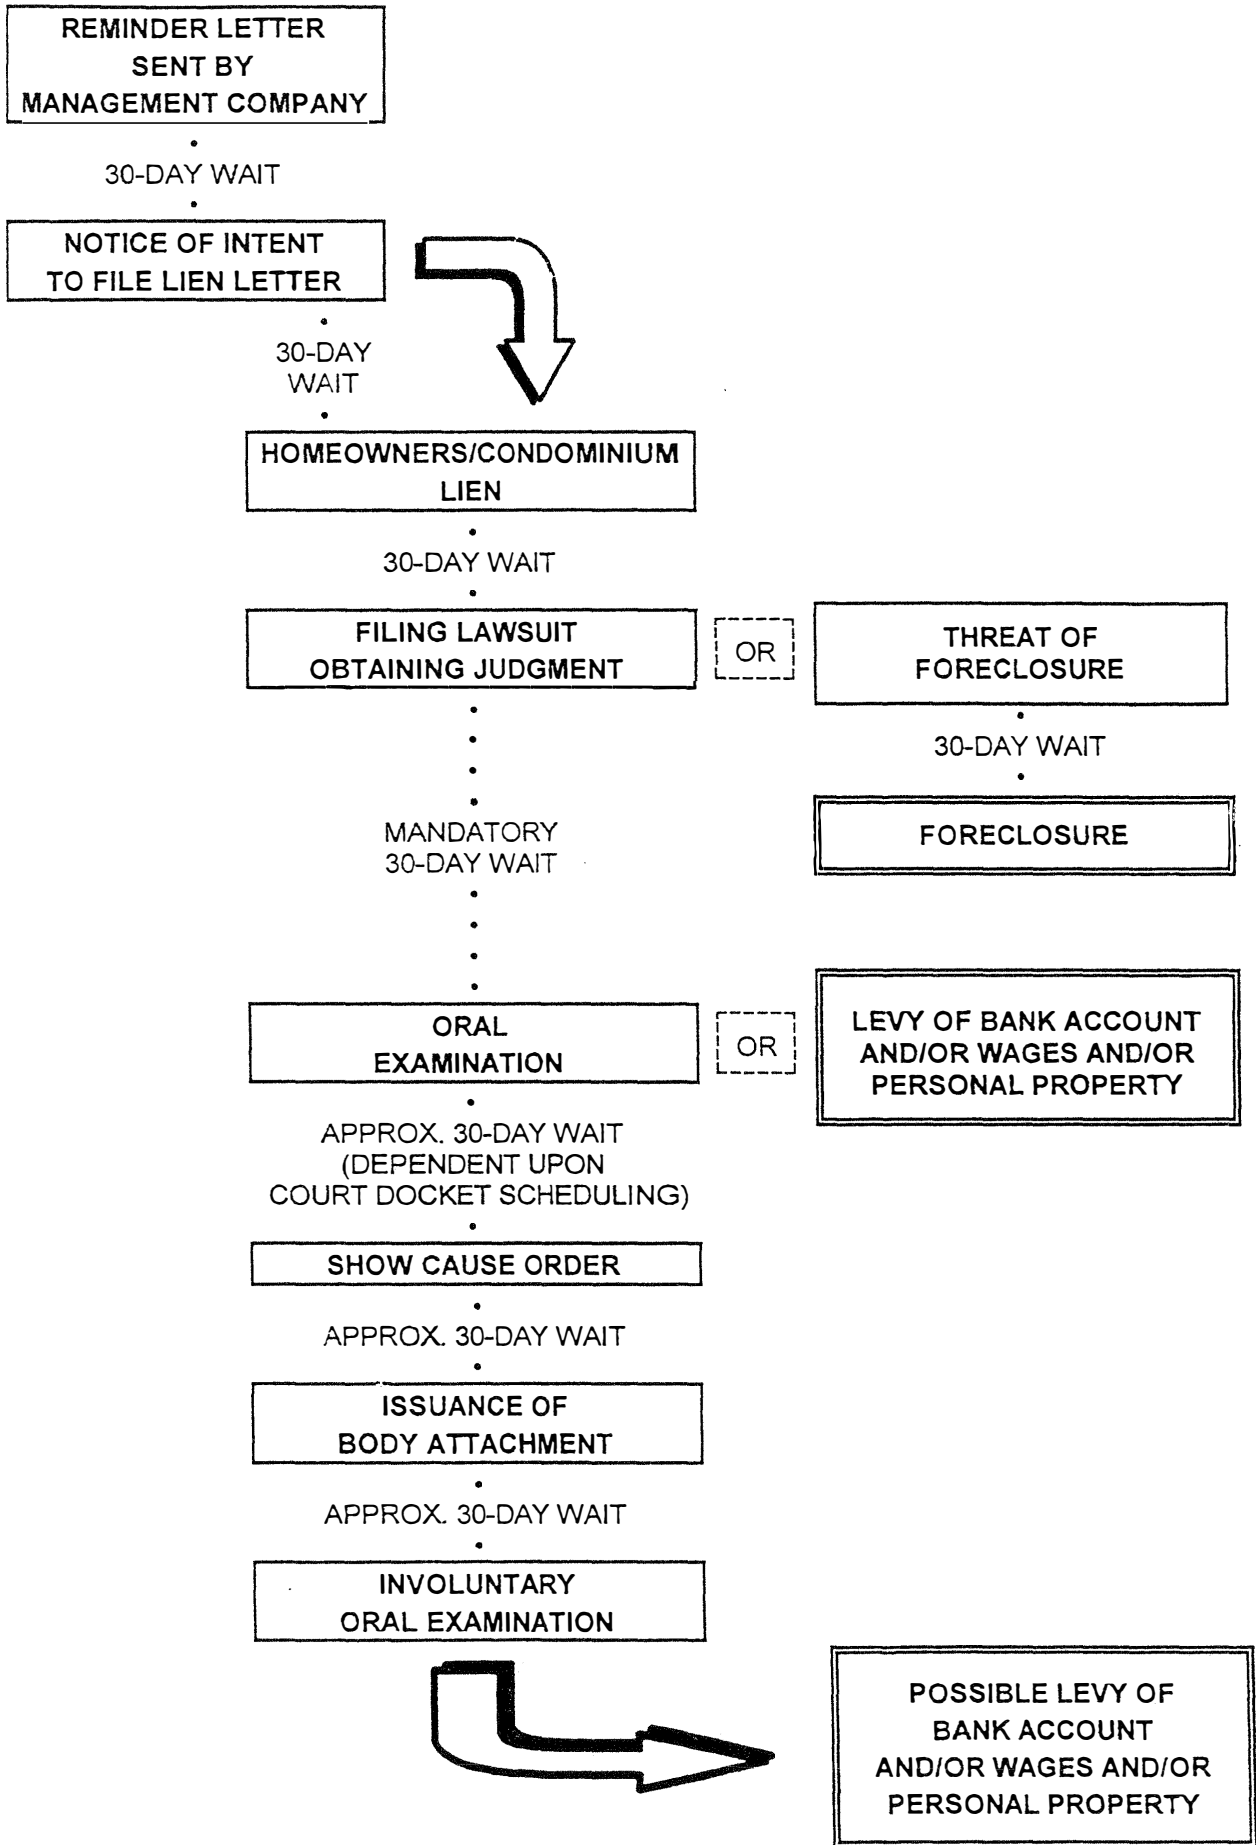 REMINDER LETTER
SENT BY
MANAGEMENT COMPANY
30-DAY WAIT
NOTICE OF INTENT
TO FILE LIEN LETTER
30-DAY
WAIT
HOMEOWNERS/CONDOMINIUM
LIEN
30-DAY WAIT
FILING LAWSUIT
OBTAINING JUDGMENT
OR
THREAT OF
FORECLOSURE
30-DAY WAIT
FORECLOSURE
MANDATORY
30-DAY WAIT
ORAL
EXAMINATION
OR
LEVY OF BANK ACCOUNT
AND/OR WAGES AND/OR
PERSONAL PROPERTY
APPROX. 30-DAY WAIT
(DEPENDENT UPON
COURT DOCKET SCHEDULING)
SHOW CAUSE ORDER
APPROX. 30-DAY WAIT
ISSUANCE OF
BODY ATTACHMENT
APPROX. 30-DAY WAIT
INVOLUNTARY
ORAL EXAMINATION
POSSIBLE LEVY OF
BANK ACCOUNT
AND/OR WAGES AND/OR
PERSONAL PROPERTY